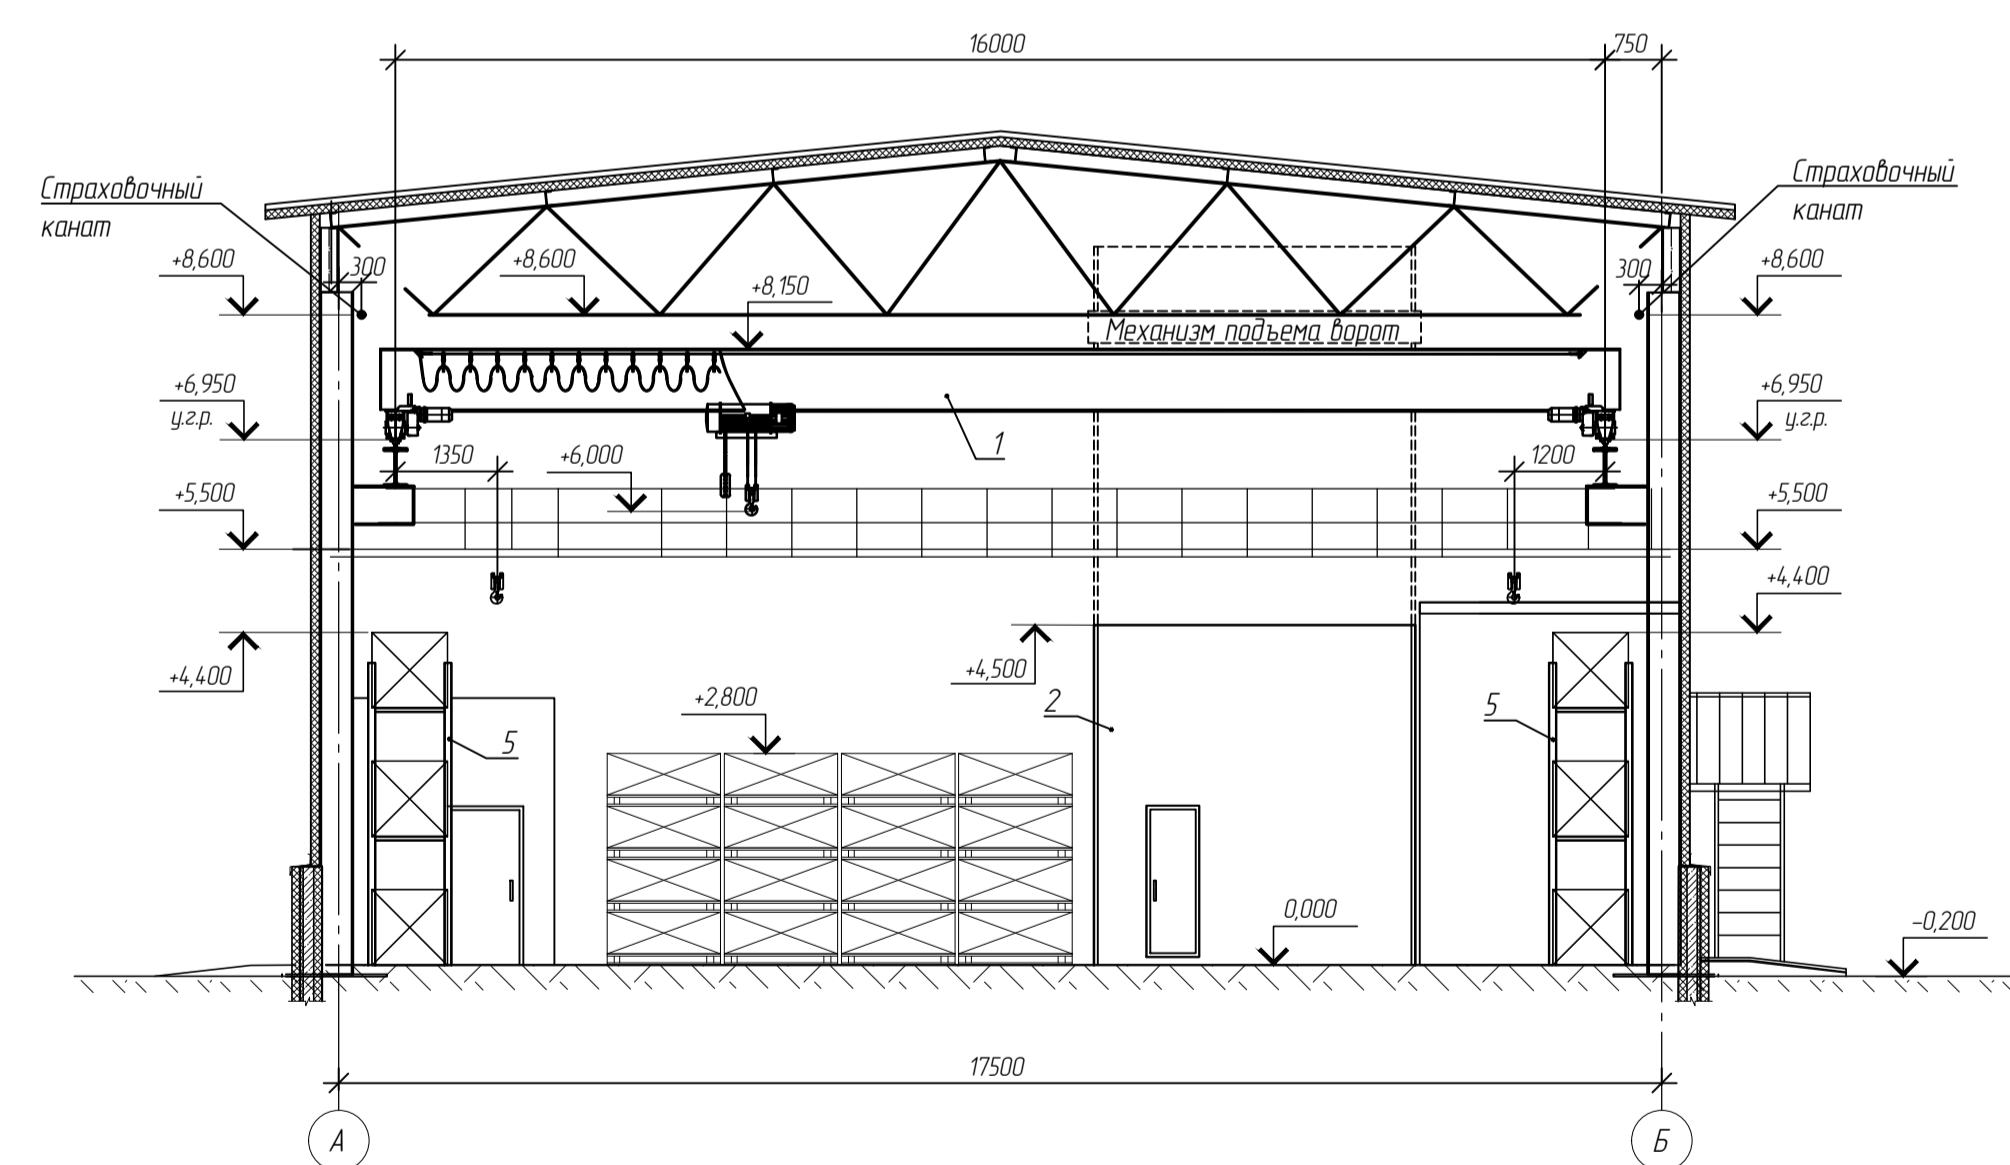 16000
750
Страховочный
канат
Страховочный
канат
+8,600
300
+8,600
+8,150
300
+8,600
Механизм подъема ворот
+6,950
у.г.р.
+6,950
у.г.р.
1
1350
+6,000
1200
+5,500
+5,500
+4,400
+4,400
+4,500
+2,800
2
5
5
0,000
-0,200
17500
А
Б